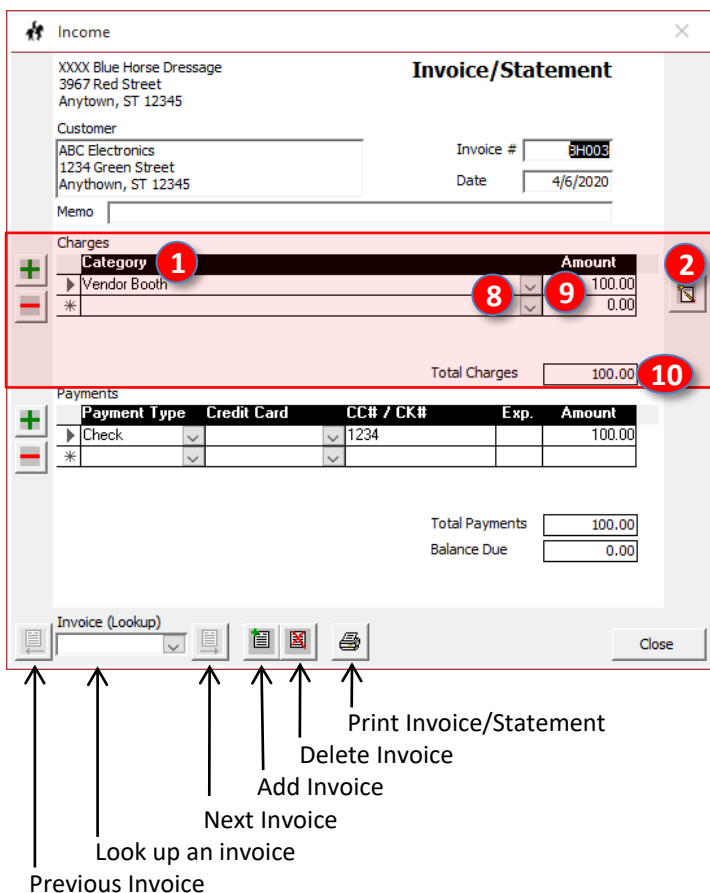 Income
XXXX Blue Horse Dressage
3967 Red Street
Anytown, ST 12345
Invoice/Statement
Customer
ABC Electronics
1234 Green Street
Anythown, ST 12345
Invoice # BH003
Date 4/6/2020
Memo
Charges
Category 1 Amount 2
Vendor Booth 8 9 100.00
0.00
Total Charges 100.00 10
Payments
Payment Type Credit Card CC# / CK# Exp. Amount
Check 1234 100.00
Total Payments 100.00
Balance Due 0.00
Invoice (Lookup)
Close
Print Invoice/Statement
Delete Invoice
Add Invoice
Next Invoice
Look up an invoice
Previous Invoice